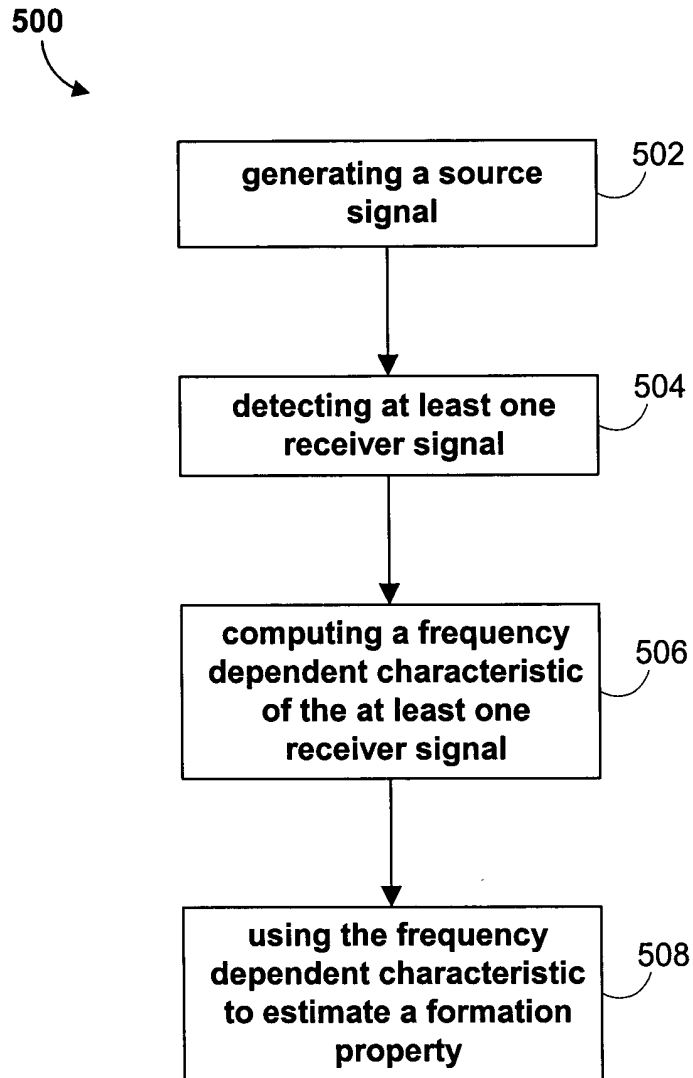 500
generating a source
signal
502
detecting at least one
receiver signal
504
computing a frequency
dependent characteristic
of the at least one
receiver signal
506
using the frequency
dependent characteristic
to estimate a formation
property
508